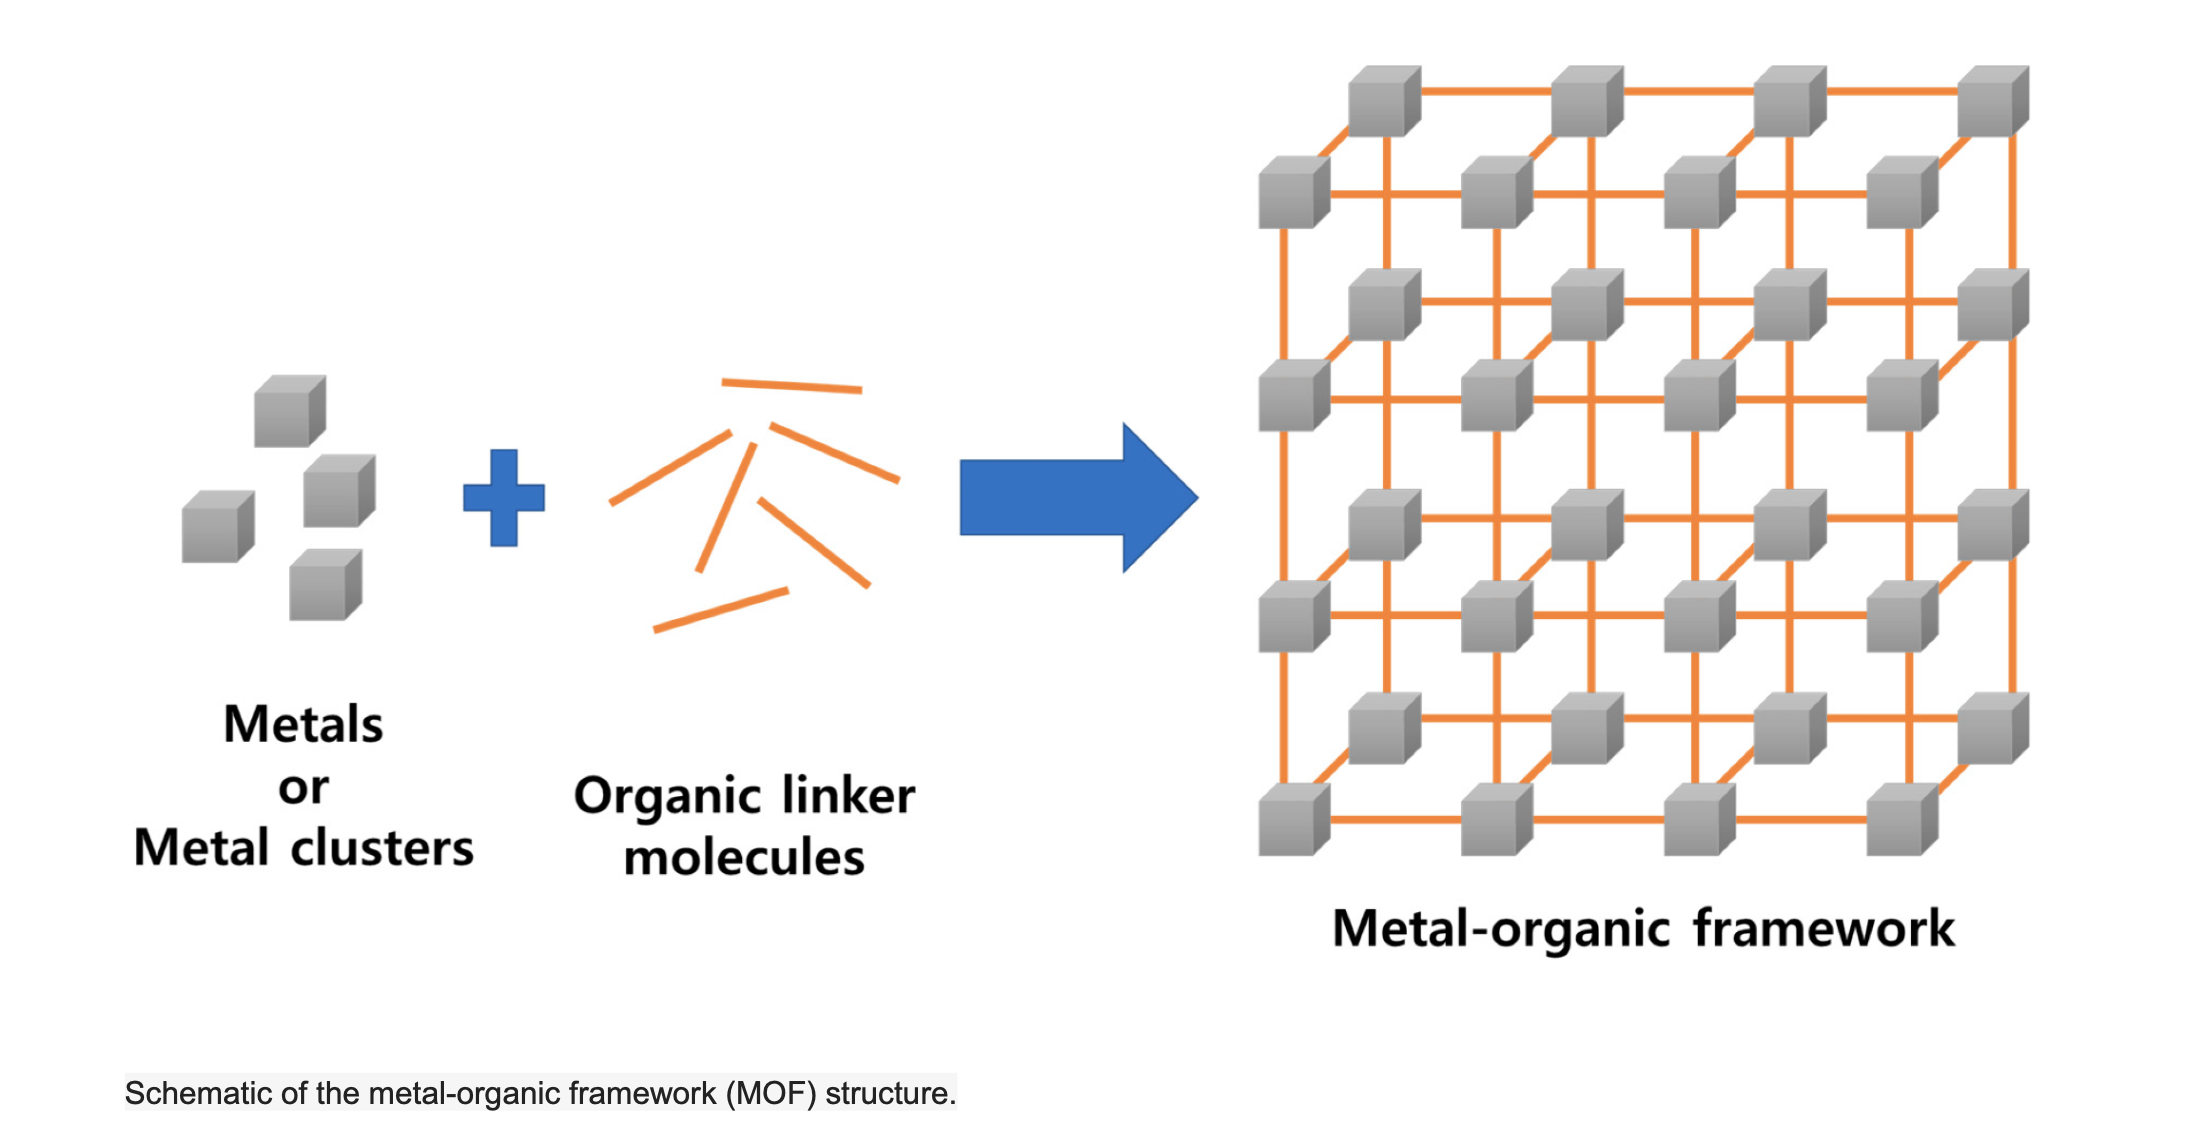 Metals
or
Metal clusters
Organic linker
molecules
Metal-organic framework
Schematic of the metal-organic framework (MOF) structure.